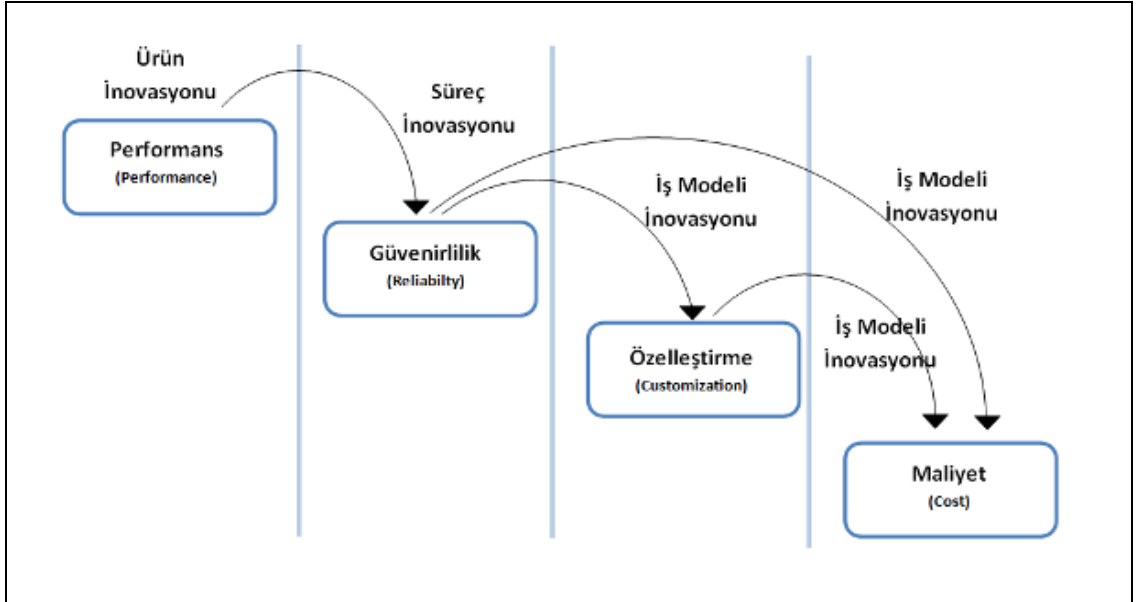 Ürün
İnovasyonu
Performans
(Performance)
Süreç
İnovasyonu
Güvenirlilik
(Reliabilty)
İş Modeli
İnovasyonu
Özelleştirme
(Customization)
İş Modeli
İnovasyonu
İş Modeli
İnovasyonu
Maliyet
(Cost)